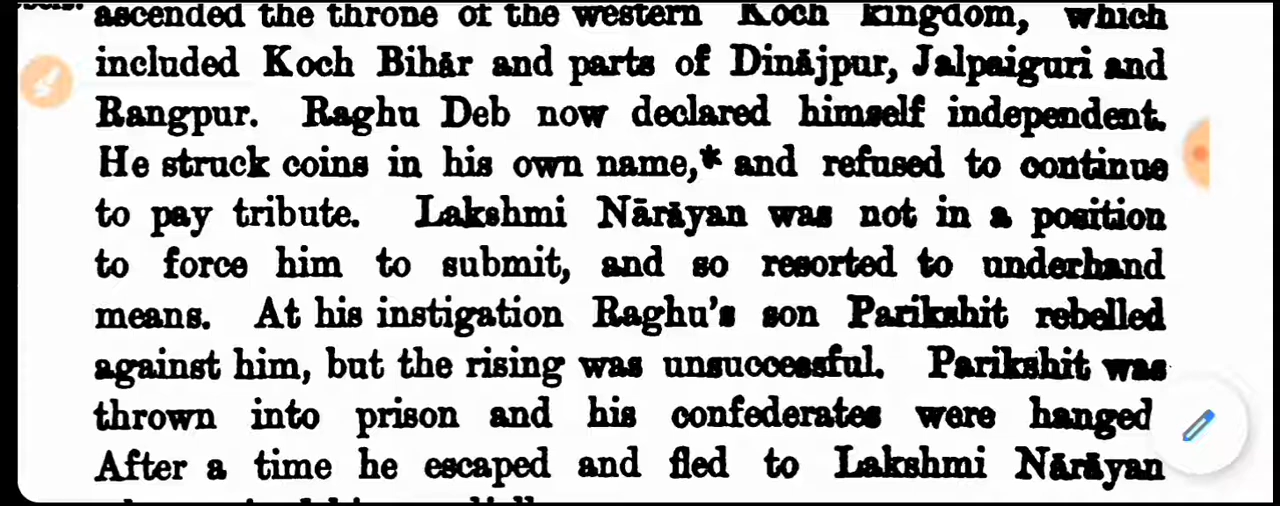 ascended the throne of the western Koch kingdom, which
included Koch Bihār and parts of Dinājpur, Jalpaiguri and
Rangpur. Raghu Deb now declared himself independent.
He struck coins in his own name,* and refused to continue
to pay tribute. Lakshmi Nārāyan was not in a position
to force him to submit, and so resorted to underhand
means. At his instigation Raghu's son Parikshit rebelled
against him, but the rising was unsuccessful. Parikshit was
thrown into prison and his confederates were hanged
After a time he escaped and fled to Lakshmi Nārāyan